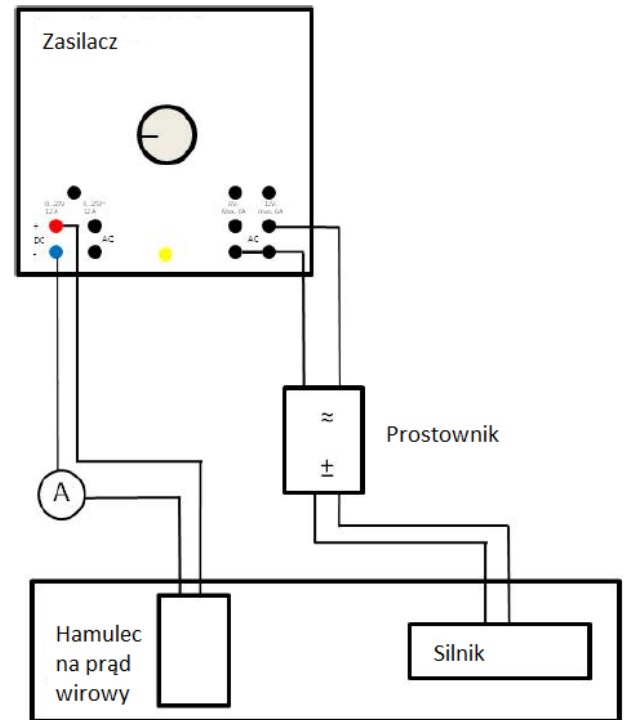 Zasilacz
0...20V 0...25V~
12 A 12 A
6V~ 12V~
max. 6A max. 6A
+
DC AC AC
-
≈
Prostownik
±
A
Hamulec
na prąd
wirowy
Silnik